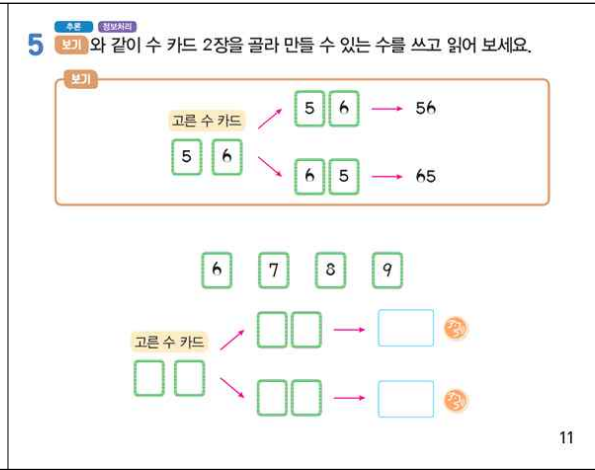 추론 정보처리
5 보기 와 같이 수 카드 2장을 골라 만들 수 있는 수를 쓰고 읽어 보세요.
보기
고른 수 카드
5 6
5 6 56
6 5 65
6 7 8 9
고른 수 카드
11